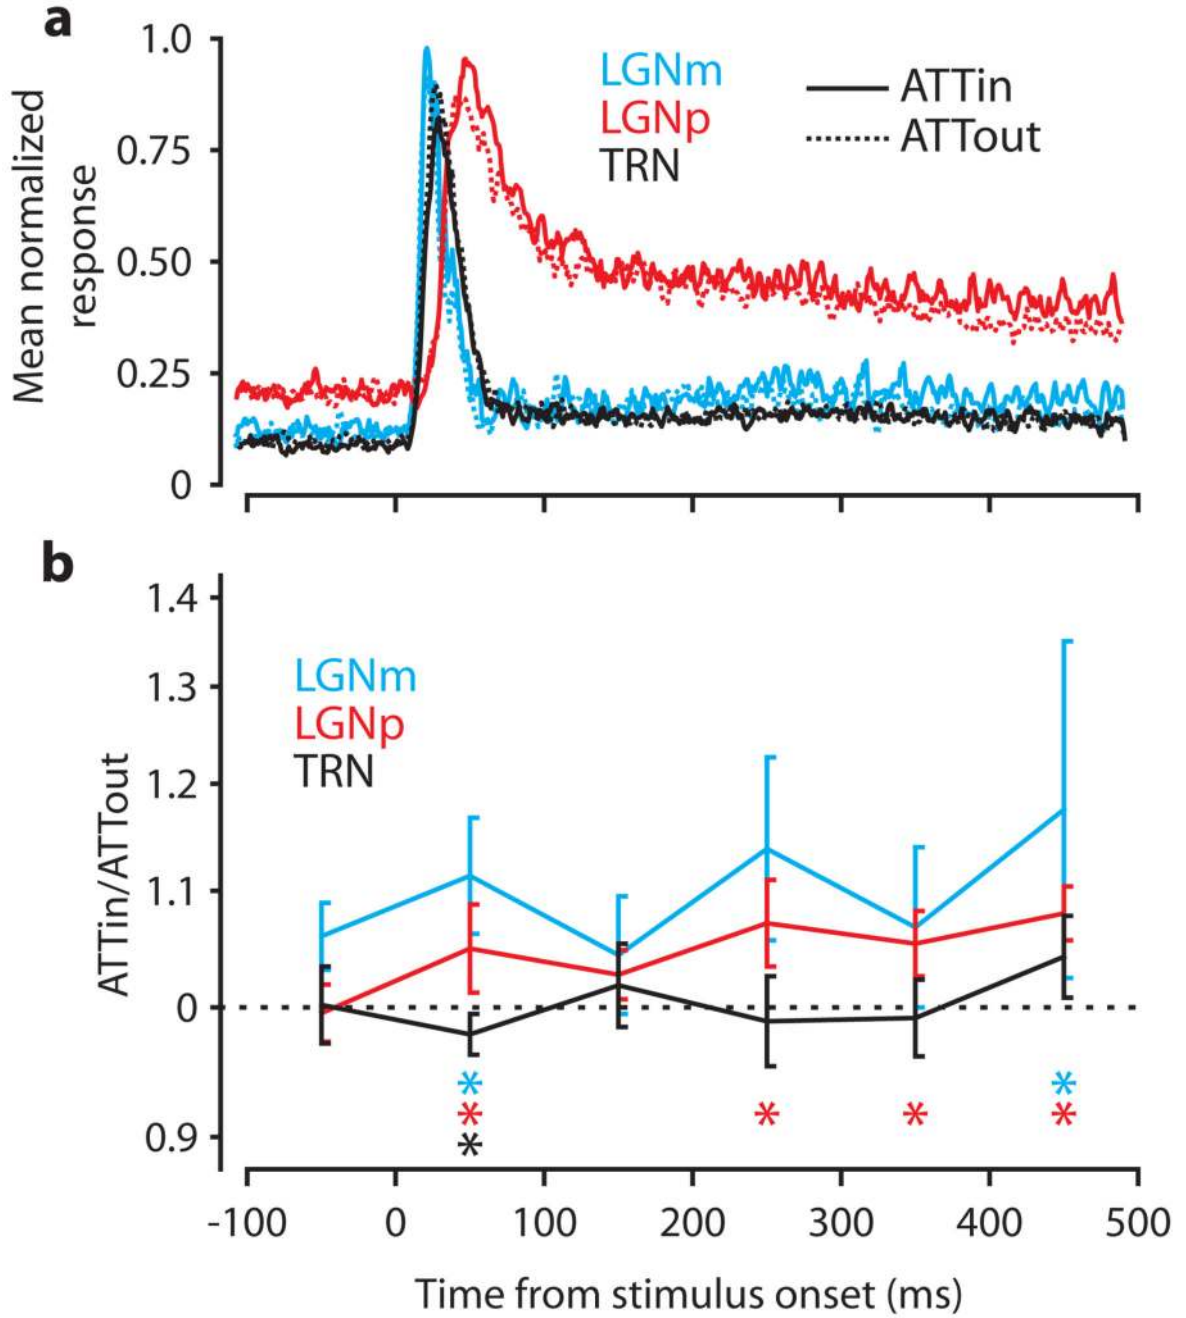 a
Mean normalized
response
1.0
0.75
0.50
0.25
0
LGNm
LGNp
TRN
ATTin
ATTout
b
ATTin/ATTout
1.4
1.3
1.2
1.1
0
0.9
LGNm
LGNp
TRN
*
*
*
*
*
*
*
-100
0
100
200
300
400
500
Time from stimulus onset (ms)